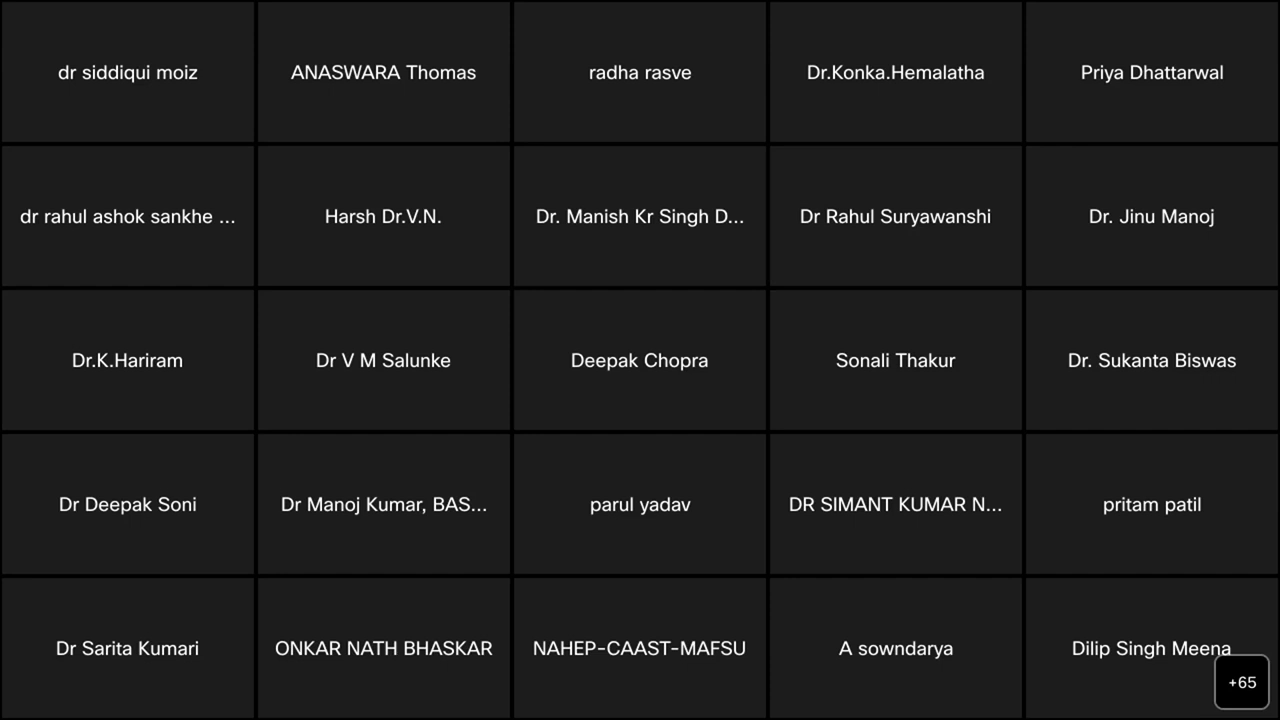 dr siddiqui moiz
ANASWARA Thomas
radha rasve
Dr.Konka.Hemalatha
Priya Dhattarwal
dr rahul ashok sankhe ...
Harsh Dr.V.N.
Dr. Manish Kr Singh D...
Dr Rahul Suryawanshi
Dr. Jinu Manoj
Dr.K.Hariram
Dr V M Salunke
Deepak Chopra
Sonali Thakur
Dr. Sukanta Biswas
Dr Deepak Soni
Dr Manoj Kumar, BAS...
parul yadav
DR SIMANT KUMAR N...
pritam patil
Dr Sarita Kumari
ONKAR NATH BHASKAR
NAHEP-CAAST-MAFSU
A sowndarya
Dilip Singh Meena
+65